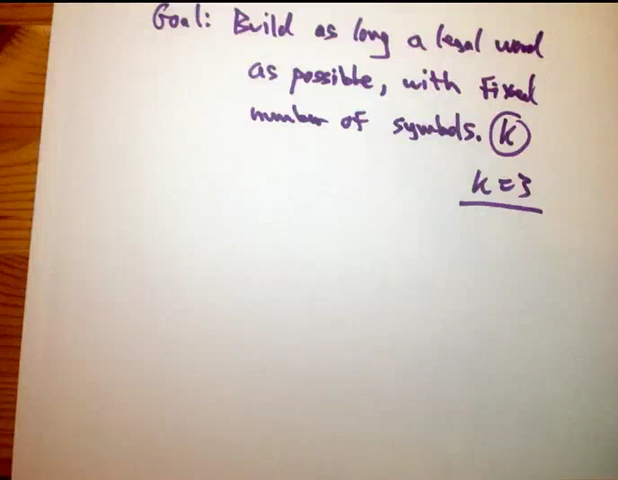 Goal: Build as long a legal word
as possible, with fixed
number of symbols. k
k=3